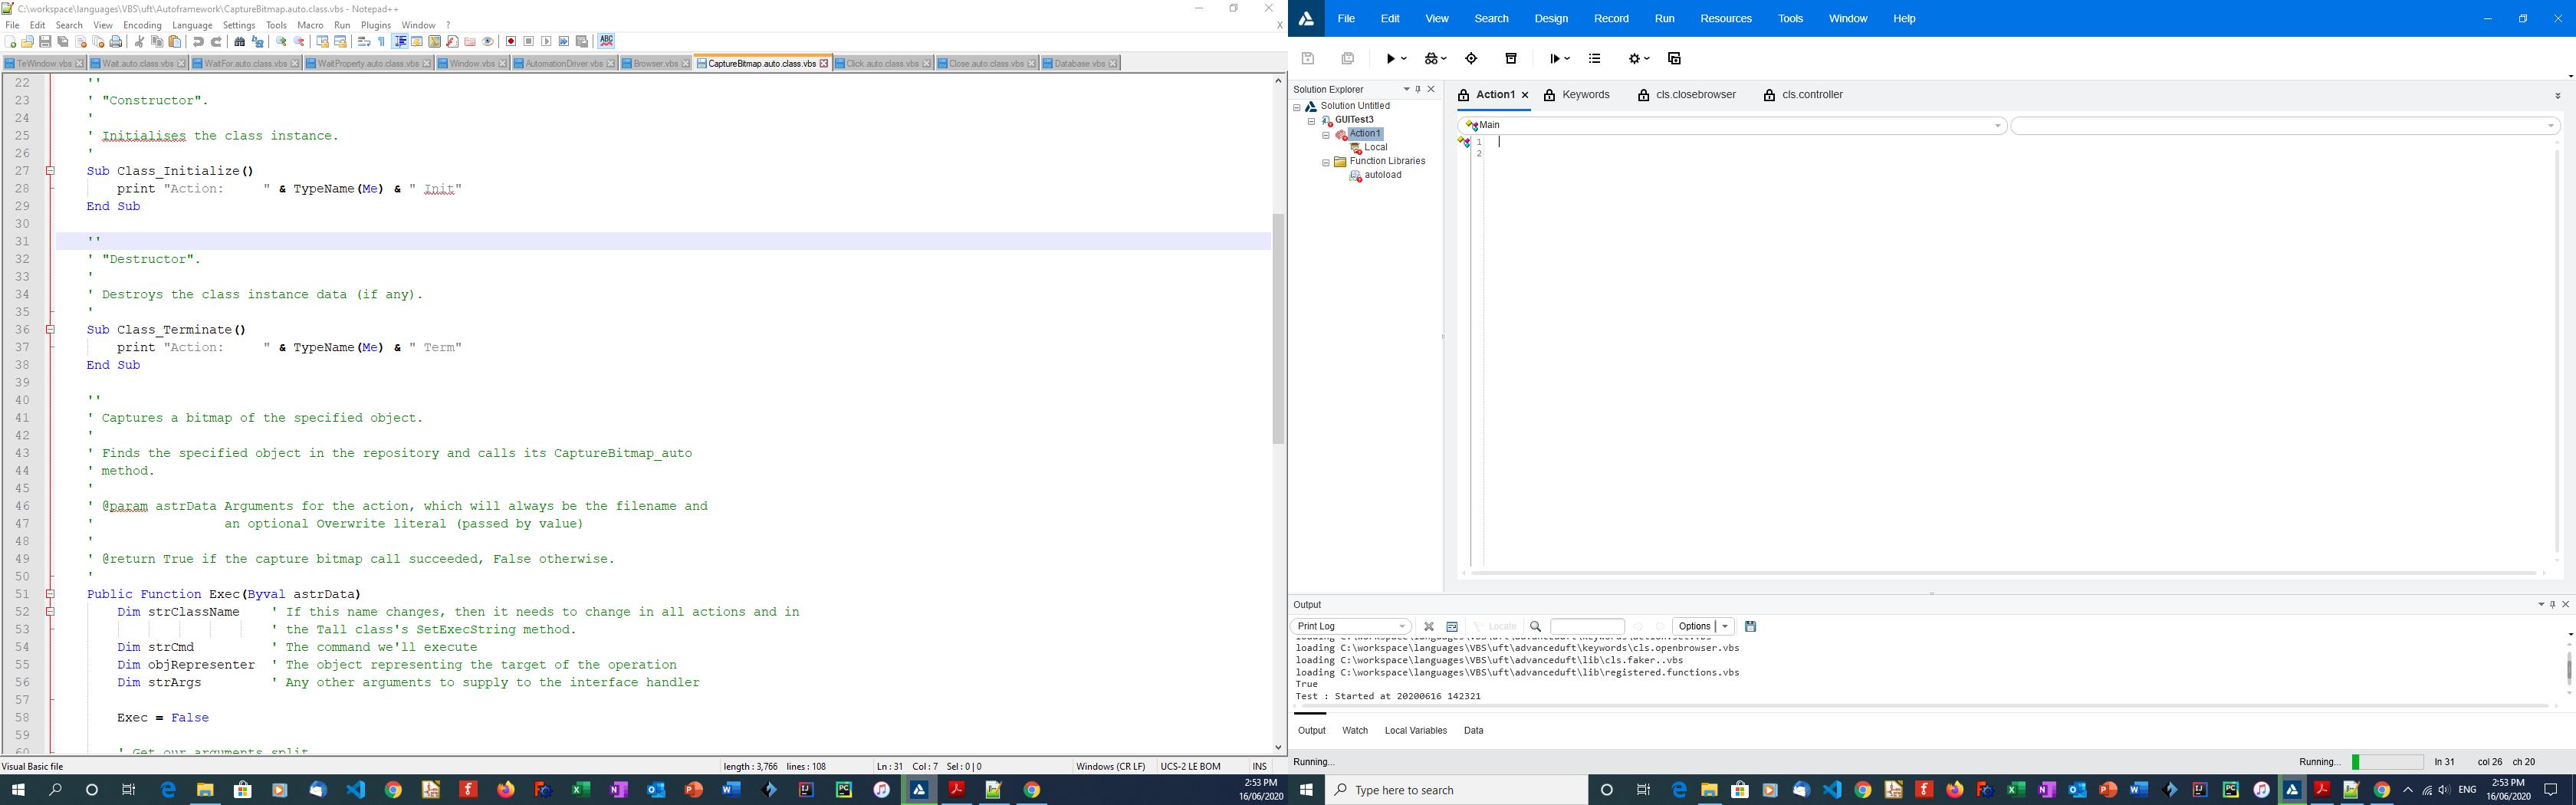 C:\workspace\languages\VBS\uft\Autoframework\CaptureBitmap.auto.class.vbs - Notepad++
File Edit Search View Encoding Language Settings Tools Macro Run Plugins Window ? X
TeWindow.vbs Wait.auto.class.vbs WaitFor.auto.class.vbs WaitProperty.auto.class.vbs Window.vbs AutomationDriver.vbs Browser.vbs CaptureBitmap.auto.class.vbs Click.auto.class.vbs Close.auto.class.vbs Database.vbs
22 ''
23 ' "Constructor".
24 '
25 ' Initialises the class instance.
26 '
27 Sub Class_Initialize()
28 print "Action:     " & TypeName(Me) & " Init"
29 End Sub
30
31 ''
32 ' "Destructor".
33 '
34 ' Destroys the class instance data (if any).
35 '
36 Sub Class_Terminate()
37 print "Action:     " & TypeName(Me) & " Term"
38 End Sub
39
40 ''
41 ' Captures a bitmap of the specified object.
42 '
43 ' Finds the specified object in the repository and calls its CaptureBitmap_auto
44 ' method.
45 '
46 ' @param astrData Arguments for the action, which will always be the filename and
47 ' an optional Overwrite literal (passed by value)
48 '
49 ' @return True if the capture bitmap call succeeded, False otherwise.
50 '
51 Public Function Exec(Byval astrData)
52 Dim strClassName ' If this name changes, then it needs to change in all actions and in
53 ' the Tall class's SetExecString method.
54 Dim strCmd ' The command we'll execute
55 Dim objRepresenter ' The object representing the target of the operation
56 Dim strArgs ' Any other arguments to supply to the interface handler
57
58 Exec = False
59
60 ' Get our arguments split
Visual Basic file length : 3,766 lines : 108 Ln : 31 Col : 7 Sel : 0 | 0 Windows (CR LF) UCS-2 LE BOM INS
2:53 PM
16/06/2020
File Edit View Search Design Record Run Resources Tools Window Help
Solution Explorer
Solution Untitled
GUITest3
Action1
Local
Function Libraries
autoload
Action1 Keywords cls.closebrowser cls.controller
Main
1
2
Output
Print Log Locate Options
loading C:\workspace\languages\VBS\uft\advanceduft\keywords\action.set.vbs
loading C:\workspace\languages\VBS\uft\advanceduft\keywords\cls.openbrowser.vbs
loading C:\workspace\languages\VBS\uft\advanceduft\lib\cls.faker..vbs
loading C:\workspace\languages\VBS\uft\advanceduft\lib\registered.functions.vbs
True
Test : Started at 20200616 142321
Output Watch Local Variables Data
Running... Running... ln 31 col 26 ch 20
Type here to search
ENG
2:53 PM
16/06/2020